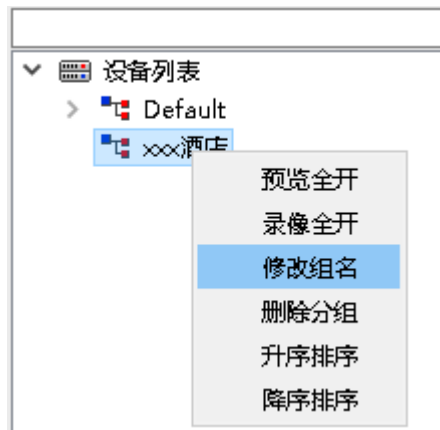 设备列表
Default
xxx酒店
预览全开
录像全开
修改组名
删除分组
升序排序
降序排序